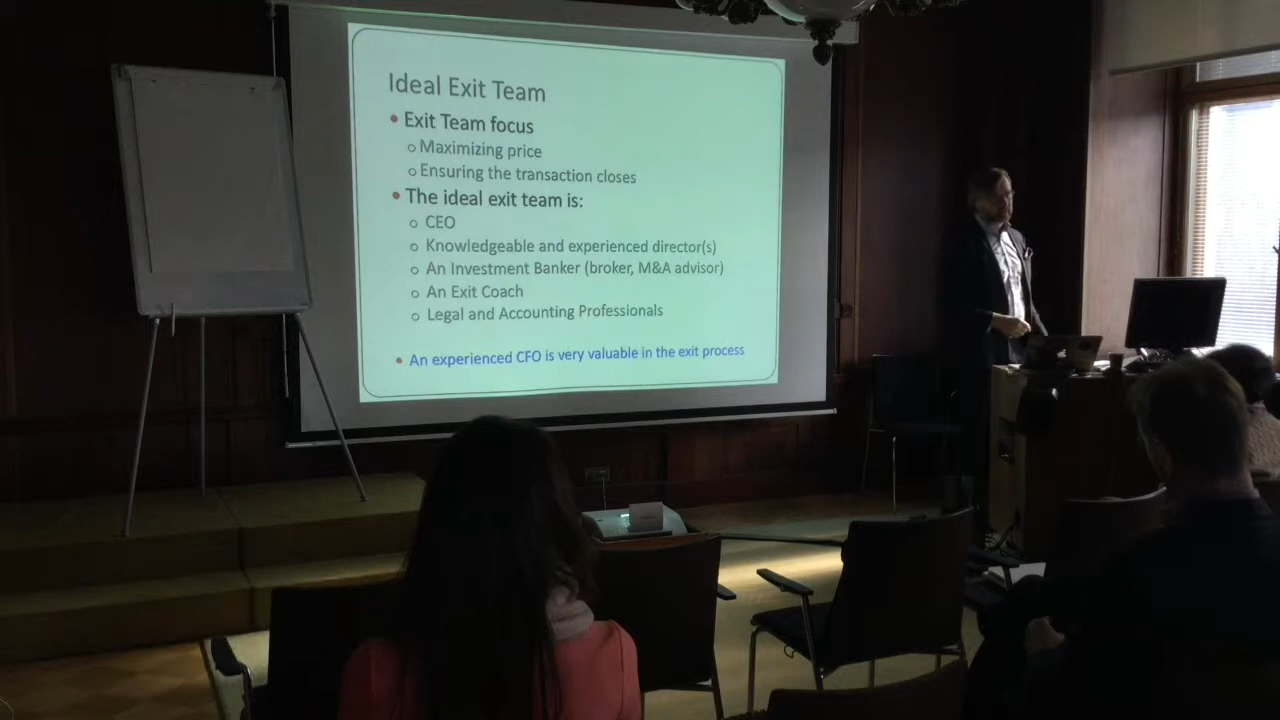 Ideal Exit Team
• Exit Team focus
o Maximizing price
o Ensuring the transaction closes
• The ideal exit team is:
o CEO
o Knowledgeable and experienced director(s)
o An Investment Banker (broker, M&A advisor)
o An Exit Coach
o Legal and Accounting Professionals
• An experienced CFO is very valuable in the exit process